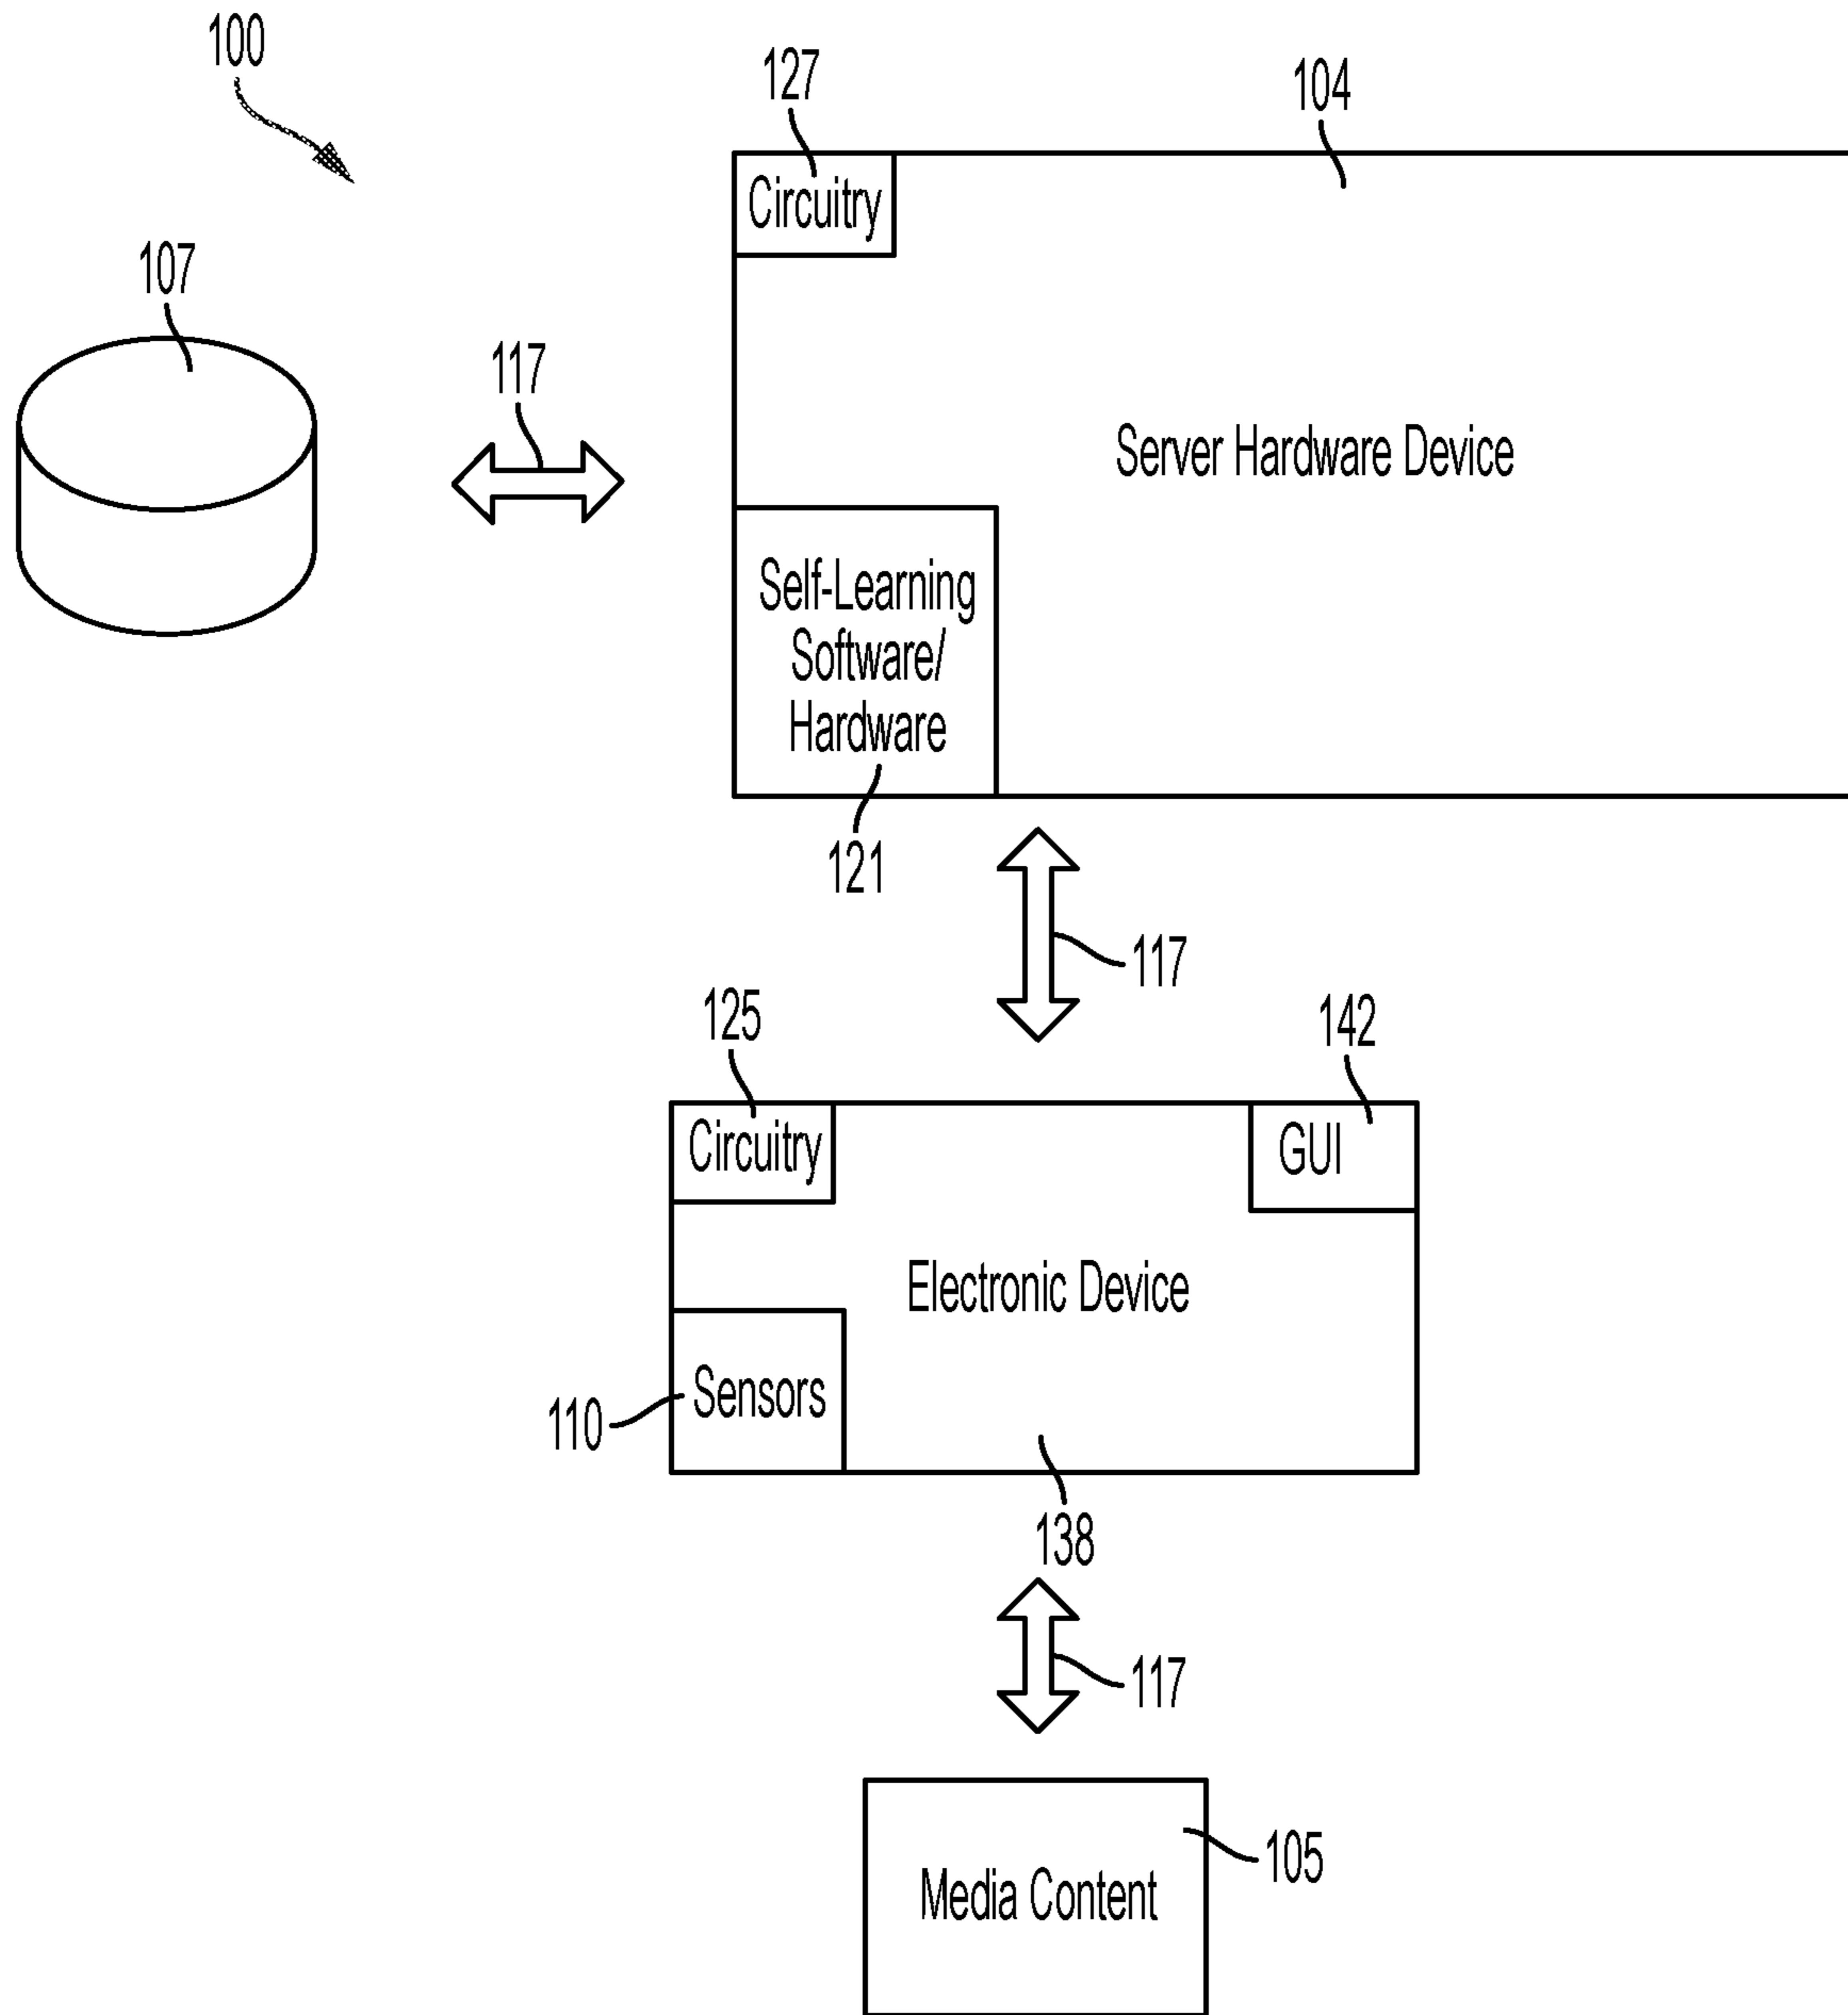 100
127
104
Circuitry
107
117
Server Hardware Device
Self-Learning
Software/
Hardware
121
117
125
142
Circuitry
GUI
Electronic Device
Sensors
110
138
117
105
Media Content